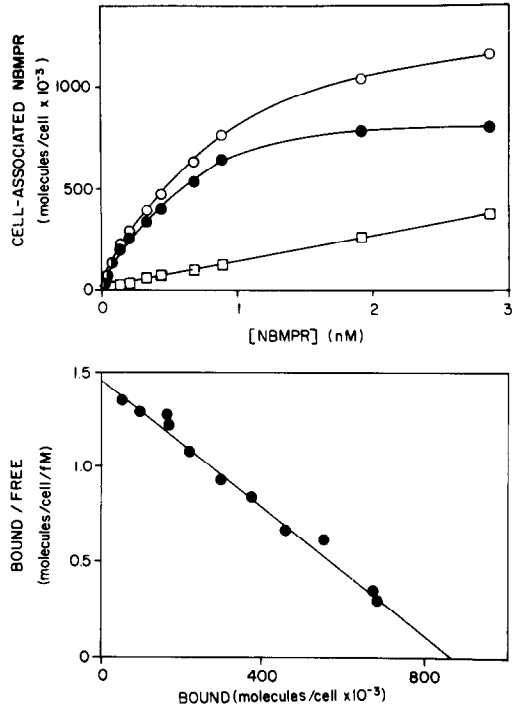 CELL-ASSOCIATED NBMPR
(molecules/cell x 10⁻³)
1000
500
0
0
1
2
3
[NBMPR] (nM)
BOUND / FREE
(molecules/cell/fM)
1.5
1.0
0.5
0
0
400
800
BOUND (molecules/cell x10⁻³)